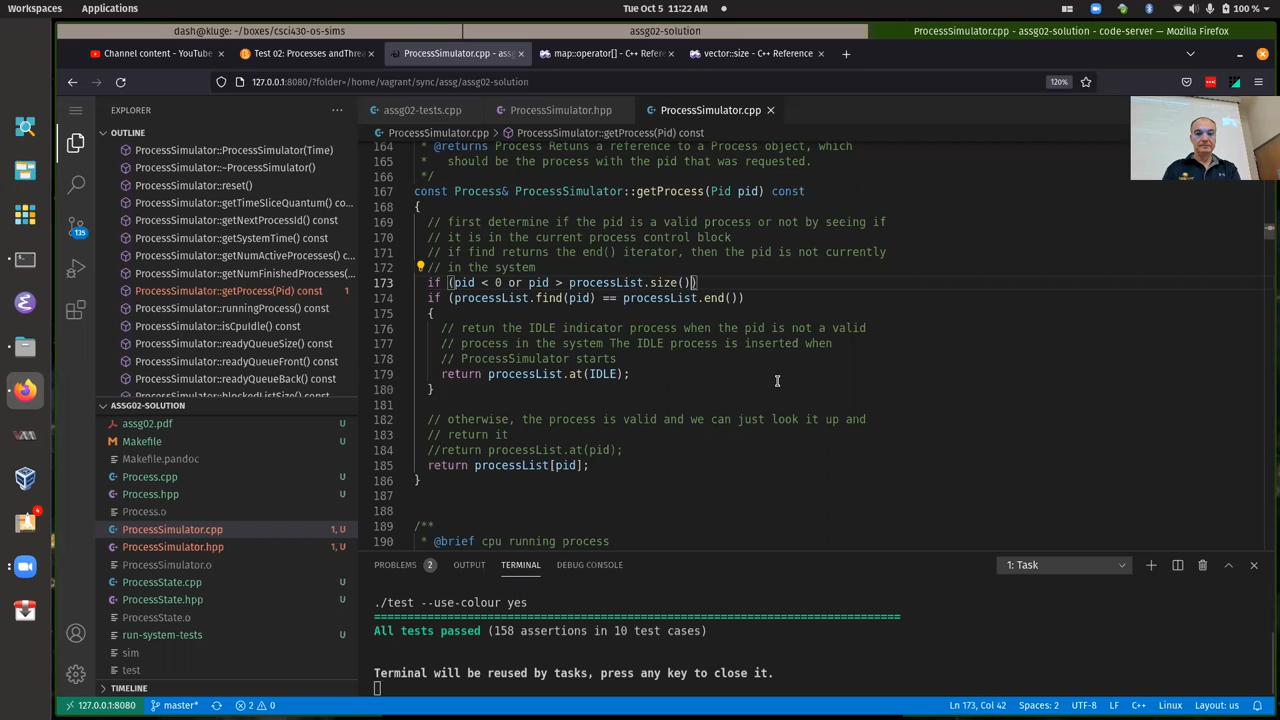 Workspaces Applications Tue Oct 5 11:22 AM 100 %
dash@kluge: ~/boxes/csci430-os-sims assg02-solution ProcessSimulator.cpp - assg02-solution - code-server — Mozilla Firefox
Channel content - YouTube Test 02: Processes andThrea ProcessSimulator.cpp - assg map::operator[] - C++ Refere vector::size - C++ Reference
127.0.0.1:8080/?folder=/home/vagrant/sync/assg/assg02-solution 120%
EXPLORER
assg02-tests.cpp ProcessSimulator.hpp ProcessSimulator.cpp
OUTLINE
ProcessSimulator.cpp > ProcessSimulator::getProcess(Pid) const
ProcessSimulator::ProcessSimulator(Time)
ProcessSimulator::~ProcessSimulator()
ProcessSimulator::reset()
ProcessSimulator::getTimeSliceQuantum() co...
ProcessSimulator::getNextProcessId() const
ProcessSimulator::getSystemTime() const
ProcessSimulator::getNumActiveProcesses() ...
ProcessSimulator::getNumFinishedProcesses(...
ProcessSimulator::getProcess(Pid) const 1
ProcessSimulator::runningProcess() const
ProcessSimulator::isCpuIdle() const
ProcessSimulator::readyQueueSize() const
ProcessSimulator::readyQueueFront() const
ProcessSimulator::readyQueueBack() const
135
ASSG02-SOLUTION
assg02.pdf U
Makefile U
Makefile.pandoc
Process.cpp U
Process.hpp U
Process.o
ProcessSimulator.cpp 1, U
ProcessSimulator.hpp 1, U
ProcessSimulator.o
ProcessState.cpp U
ProcessState.hpp U
ProcessState.o
run-system-tests U
sim
test
TIMELINE
4
164 * @returns Process Retuns a reference to a Process object, which
165 * should be the process with the pid that was requested.
166 */
167 const Process& ProcessSimulator::getProcess(Pid pid) const
168 {
169 // first determine if the pid is a valid process or not by seeing if
170 // it is in the current process control block
171 // if find returns the end() iterator, then the pid is not currently
172 // in the system
173 if (pid < 0 or pid > processList.size())
174 if (processList.find(pid) == processList.end())
175 {
176 // retun the IDLE indicator process when the pid is not a valid
177 // process in the system The IDLE process is inserted when
178 // ProcessSimulator starts
179 return processList.at(IDLE);
180 }
181
182 // otherwise, the process is valid and we can just look it up and
183 // return it
184 //return processList.at(pid);
185 return processList[pid];
186 }
187
188
189 /**
190 * @brief cpu running process
PROBLEMS 2 OUTPUT TERMINAL DEBUG CONSOLE 1: Task
./test --use-colour yes
===============================================================================
All tests passed (158 assertions in 10 test cases)
Terminal will be reused by tasks, press any key to close it.
127.0.0.1:8080 master* 2 0 Ln 173, Col 42 Spaces: 2 UTF-8 LF C++ Linux Layout: us